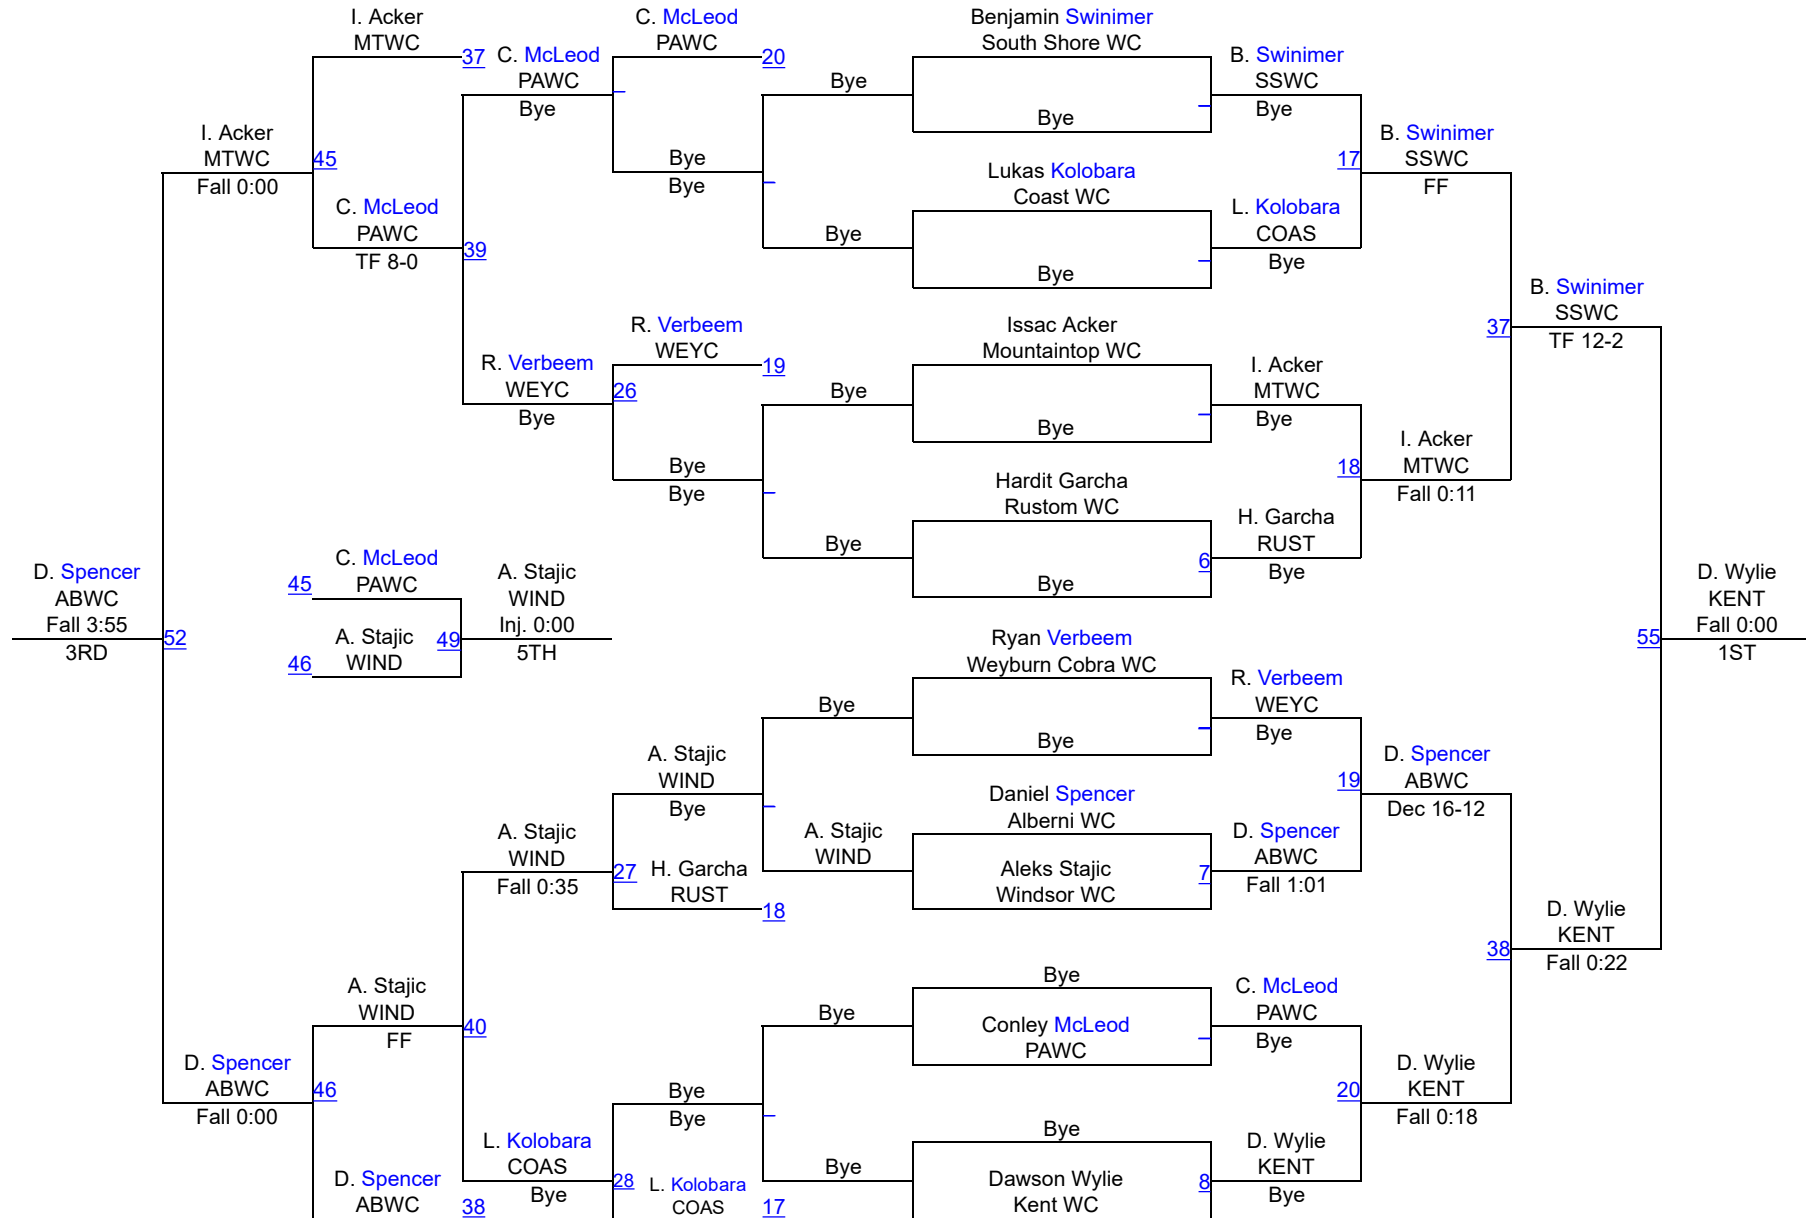 I. Acker
MTWC
37
C. McLeod
PAWC
Bye
C. McLeod
PAWC
20
Benjamin Swinimer
South Shore WC
Bye
Bye
B. Swinimer
SSWC
Bye
I. Acker
MTWC
Fall 0:00
45
C. McLeod
PAWC
TF 8-0
39
Bye
Bye
Lukas Kolobara
Coast WC
Bye
Bye
L. Kolobara
COAS
Bye
17
B. Swinimer
SSWC
FF
R. Verbeem
WEYC
Bye
26
R. Verbeem
WEYC
19
Issac Acker
Mountaintop WC
Bye
Bye
I. Acker
MTWC
Bye
37
B. Swinimer
SSWC
TF 12-2
Bye
Bye
Hardit Garcha
Rustom WC
Bye
Bye
6
H. Garcha
RUST
Bye
18
I. Acker
MTWC
Fall 0:11
D. Spencer
ABWC
Fall 3:55
3RD
52
45
C. McLeod
PAWC
46
A. Stajic
WIND
49
A. Stajic
WIND
Inj. 0:00
5TH
Ryan Verbeem
Weyburn Cobra WC
Bye
Bye
R. Verbeem
WEYC
Bye
55
D. Wylie
KENT
Fall 0:00
1ST
A. Stajic
WIND
Bye
Daniel Spencer
Alberni WC
A. Stajic
WIND
Aleks Stajic
Windsor WC
7
D. Spencer
ABWC
Fall 1:01
19
D. Spencer
ABWC
Dec 16-12
A. Stajic
WIND
Fall 0:35
27
H. Garcha
RUST
18
A. Stajic
WIND
FF
40
Bye
Bye
Conley McLeod
PAWC
C. McLeod
PAWC
Bye
38
D. Wylie
KENT
Fall 0:22
D. Spencer
ABWC
Fall 0:00
46
Bye
Bye
20
D. Wylie
KENT
Fall 0:18
D. Spencer
ABWC
38
L. Kolobara
COAS
Bye
28
L. Kolobara
COAS
17
Bye
Bye
Dawson Wylie
Kent WC
8
D. Wylie
KENT
Bye